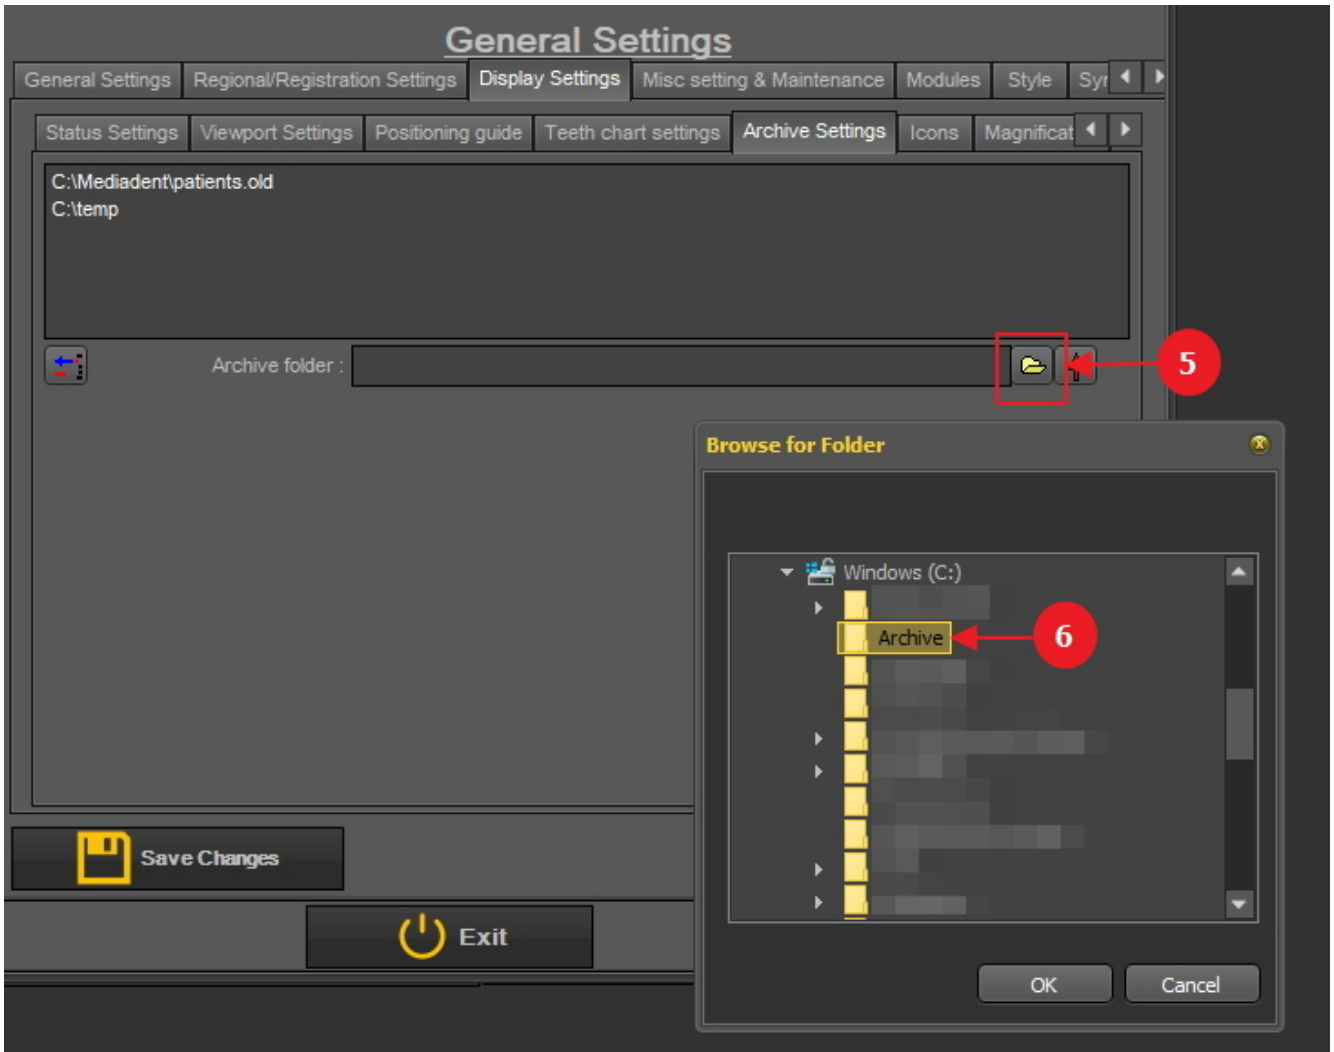 General Settings
General Settings Regional/Registration Settings Display Settings Misc setting & Maintenance Modules Style Syr
Status Settings Viewport Settings Positioning guide Teeth chart settings Archive Settings Icons Magnificat
C:\Mediadent\patients.old
C:\temp
Archive folder :
5
Browse for Folder
Windows (C:)
Archive
6
Save Changes
Exit
OK Cancel